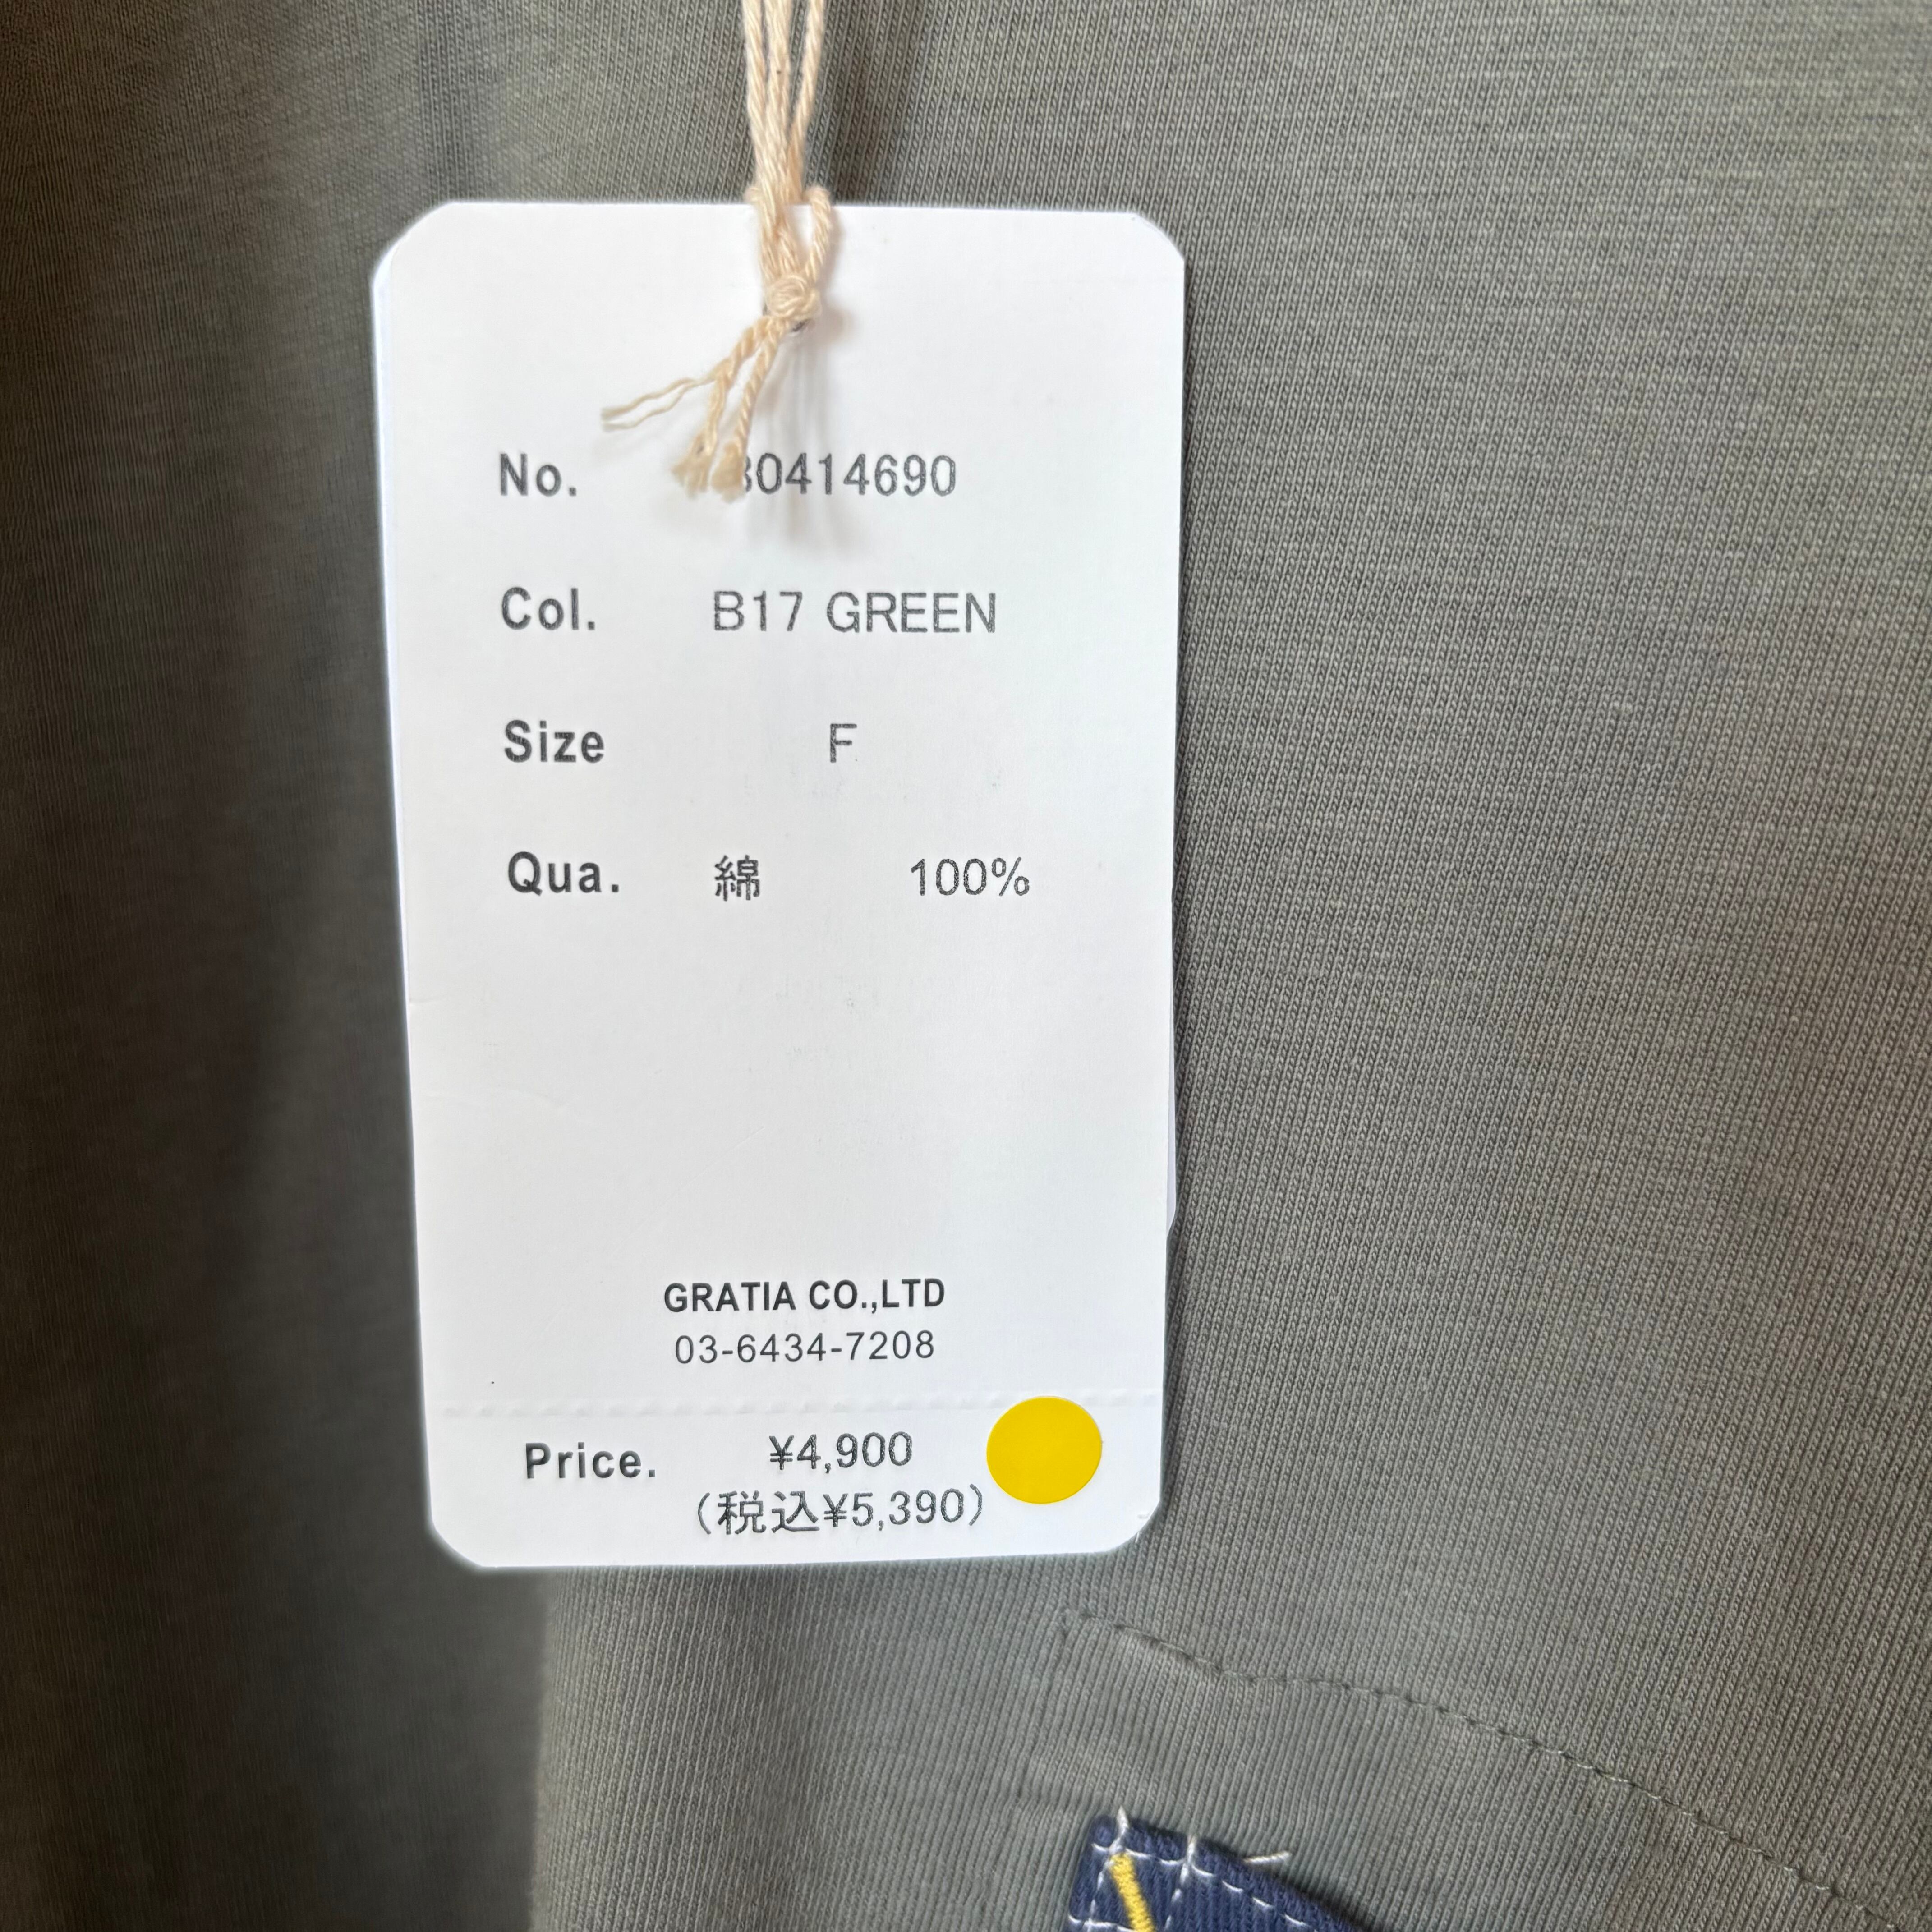 No. 80414690
Col. B17 GREEN
Size F
Qua. 綿 100%
GRATIA CO.,LTD
03-6434-7208
Price. ¥4,900
(税込¥5,390)